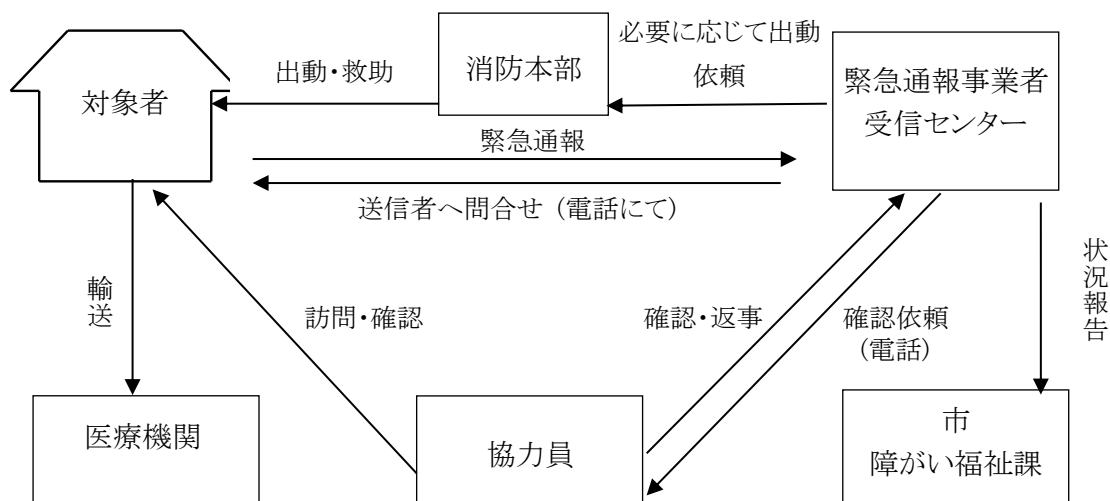 必要に応じて出動
依頼
消防本部
出動・救助
対象者
緊急通報事業者
受信センター
緊急通報
送信者へ問合せ（電話にて）
輸送
訪問・確認
確認・返事
確認依頼
（電話）
状況報告
医療機関
協力員
市
障がい福祉課